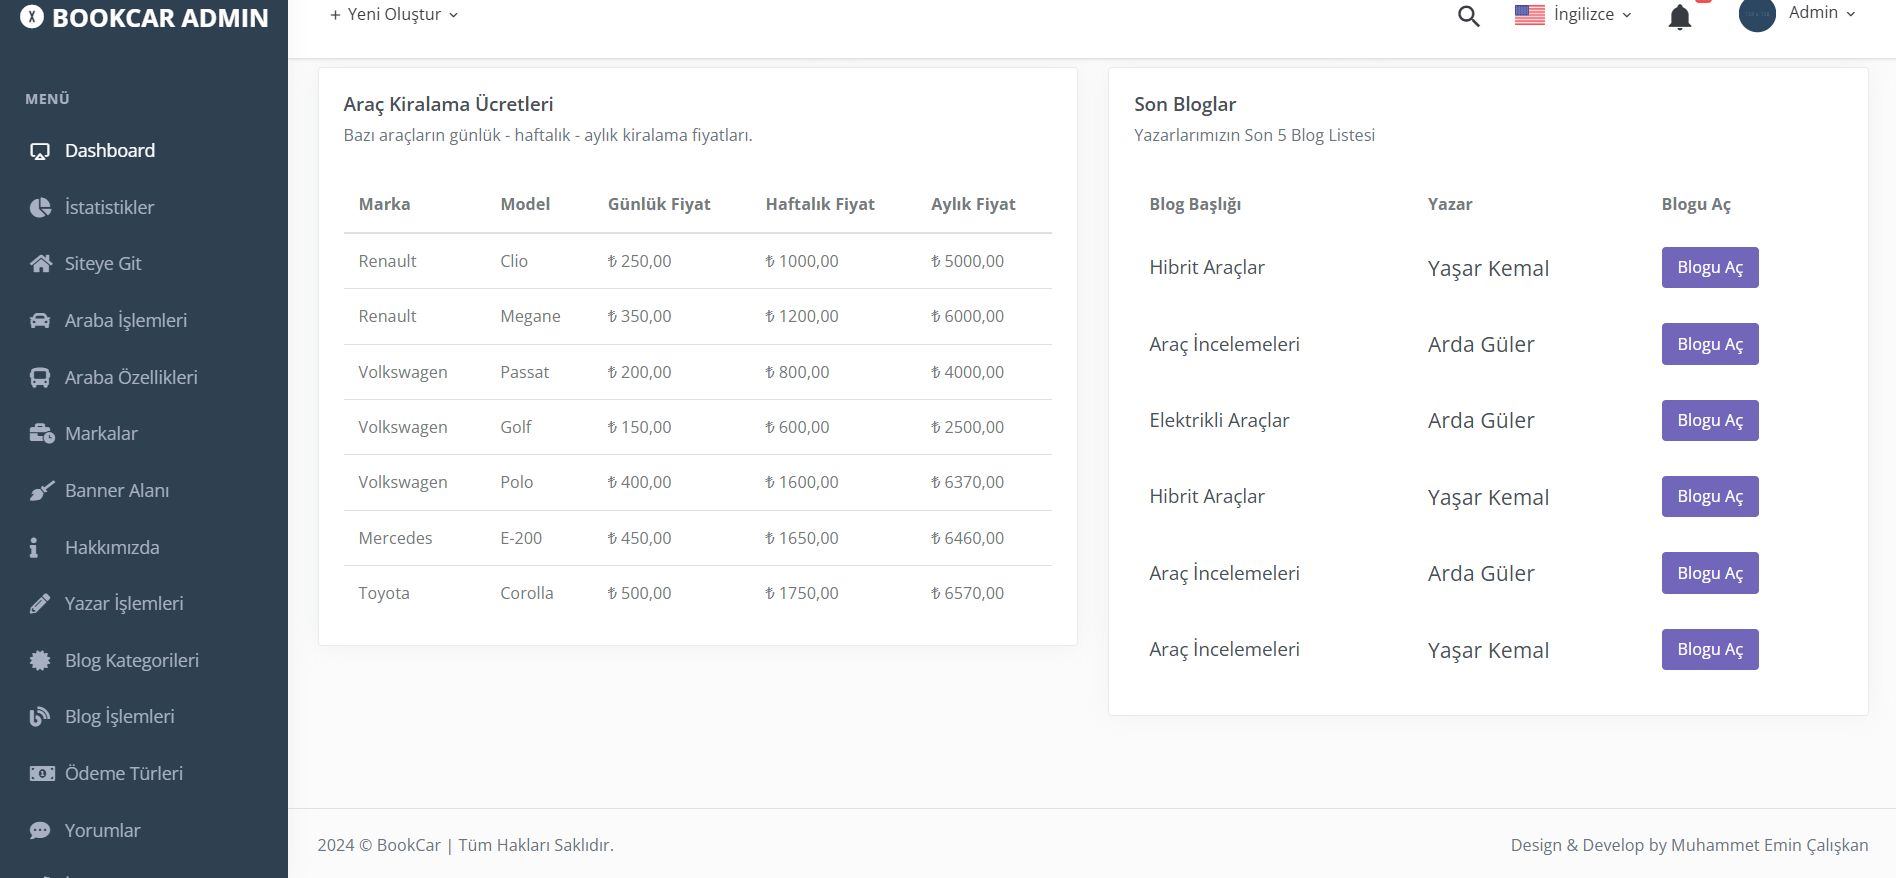 BOOKCAR ADMIN
+ Yeni Oluştur
İngilizce
Admin
MENÜ
Dashboard
İstatistikler
Siteye Git
Araba İşlemleri
Araba Özellikleri
Markalar
Banner Alanı
Hakkımızda
Yazar İşlemleri
Blog Kategorileri
Blog İşlemleri
Ödeme Türleri
Yorumlar
Araç Kiralama Ücretleri
Bazı araçların günlük - haftalık - aylık kiralama fiyatları.
Marka Model Günlük Fiyat Haftalık Fiyat Aylık Fiyat
Renault Clio ₺ 250,00 ₺ 1000,00 ₺ 5000,00
Renault Megane ₺ 350,00 ₺ 1200,00 ₺ 6000,00
Volkswagen Passat ₺ 200,00 ₺ 800,00 ₺ 4000,00
Volkswagen Golf ₺ 150,00 ₺ 600,00 ₺ 2500,00
Volkswagen Polo ₺ 400,00 ₺ 1600,00 ₺ 6370,00
Mercedes E-200 ₺ 450,00 ₺ 1650,00 ₺ 6460,00
Toyota Corolla ₺ 500,00 ₺ 1750,00 ₺ 6570,00
Son Bloglar
Yazarlarımızın Son 5 Blog Listesi
Blog Başlığı Yazar Blogu Aç
Hibrit Araçlar Yaşar Kemal Blogu Aç
Araç İncelemeleri Arda Güler Blogu Aç
Elektrikli Araçlar Arda Güler Blogu Aç
Hibrit Araçlar Yaşar Kemal Blogu Aç
Araç İncelemeleri Arda Güler Blogu Aç
Araç İncelemeleri Yaşar Kemal Blogu Aç
2024 © BookCar | Tüm Hakları Saklıdır.
Design & Develop by Muhammet Emin Çalışkan